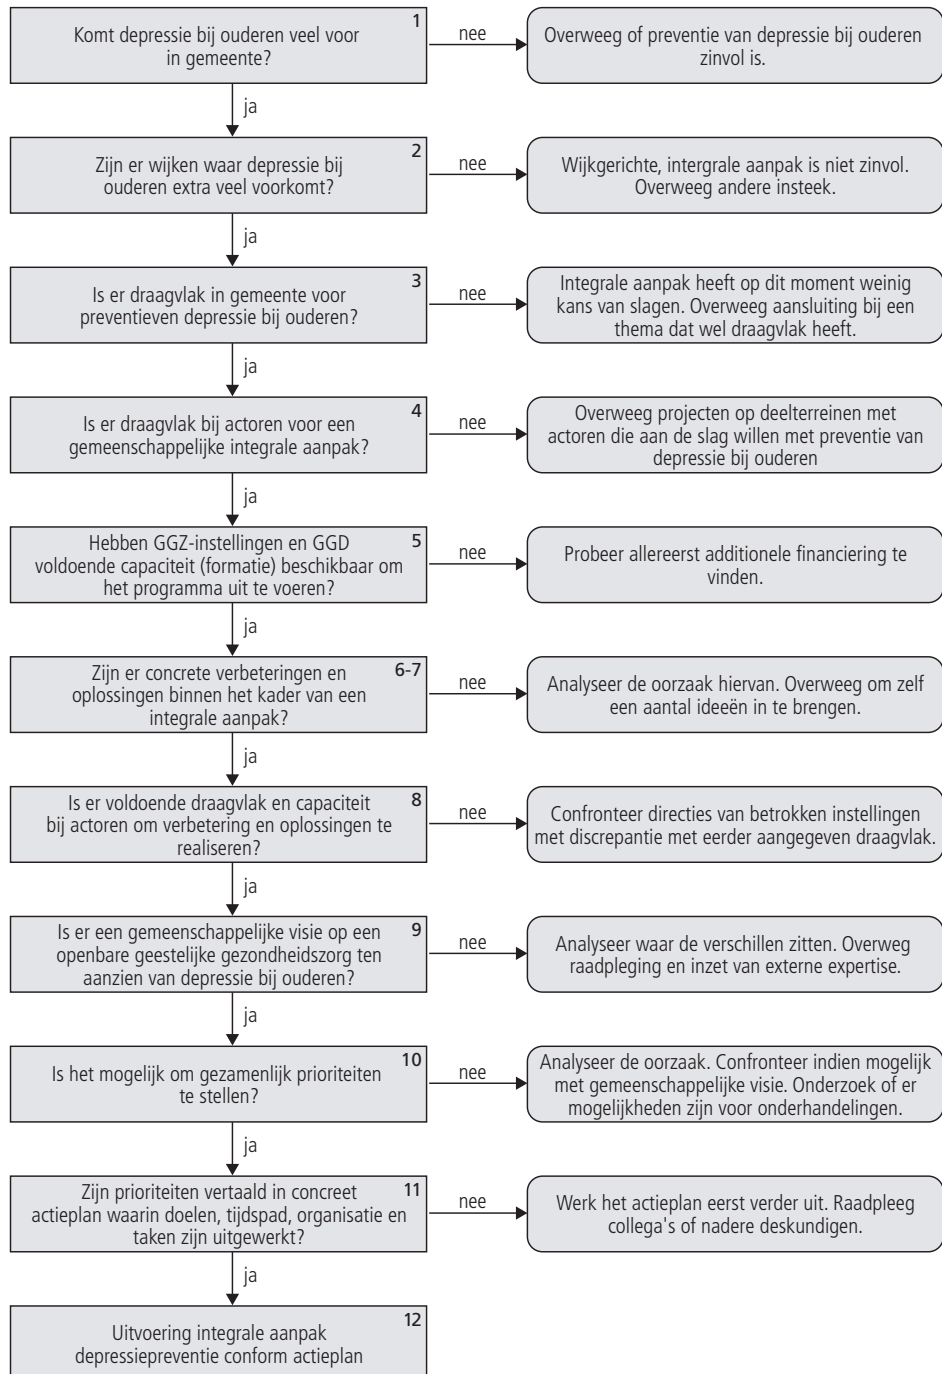 1
Komt depressie bij ouderen veel voor
in gemeente?
nee
Overweeg of preventie van depressie bij ouderen
zinvol is.
ja
2
Zijn er wijken waar depressie bij
ouderen extra veel voorkomt?
nee
Wijkgerichte, intergrale aanpak is niet zinvol.
Overweeg andere insteek.
ja
3
Is er draagvlak in gemeente voor
preventieven depressie bij ouderen?
nee
Integrale aanpak heeft op dit moment weinig
kans van slagen. Overweeg aansluiting bij een
thema dat wel draagvlak heeft.
ja
4
Is er draagvlak bij actoren voor een
gemeenschappelijke integrale aanpak?
nee
Overweeg projecten op deelterreinen met
actoren die aan de slag willen met preventie van
depressie bij ouderen
ja
5
Hebben GGZ-instellingen en GGD
voldoende capaciteit (formatie) beschikbaar om
het programma uit te voeren?
nee
Probeer allereerst additionele financiering te
vinden.
ja
6-7
Zijn er concrete verbeteringen en
oplossingen binnen het kader van een
integrale aanpak?
nee
Analyseer de oorzaak hiervan. Overweeg om zelf
een aantal ideeën in te brengen.
ja
8
Is er voldoende draagvlak en capaciteit
bij actoren om verbetering en oplossingen te
realiseren?
nee
Confronteer directies van betrokken instellingen
met discrepantie met eerder aangegeven draagvlak.
ja
9
Is er een gemeenschappelijke visie op een
openbare geestelijke gezondheidszorg ten
aanzien van depressie bij ouderen?
nee
Analyseer waar de verschillen zitten. Overweg
raadpleging en inzet van externe expertise.
ja
10
Is het mogelijk om gezamenlijk prioriteiten
te stellen?
nee
Analyseer de oorzaak. Confronteer indien mogelijk
met gemeenschappelijke visie. Onderzoek of er
mogelijkheden zijn voor onderhandelingen.
ja
11
Zijn prioriteiten vertaald in concreet
actieplan waarin doelen, tijdspad, organisatie en
taken zijn uitgewerkt?
nee
Werk het actieplan eerst verder uit. Raadpleeg
collega's of nadere deskundigen.
ja
12
Uitvoering integrale aanpak
depressiepreventie conform actieplan